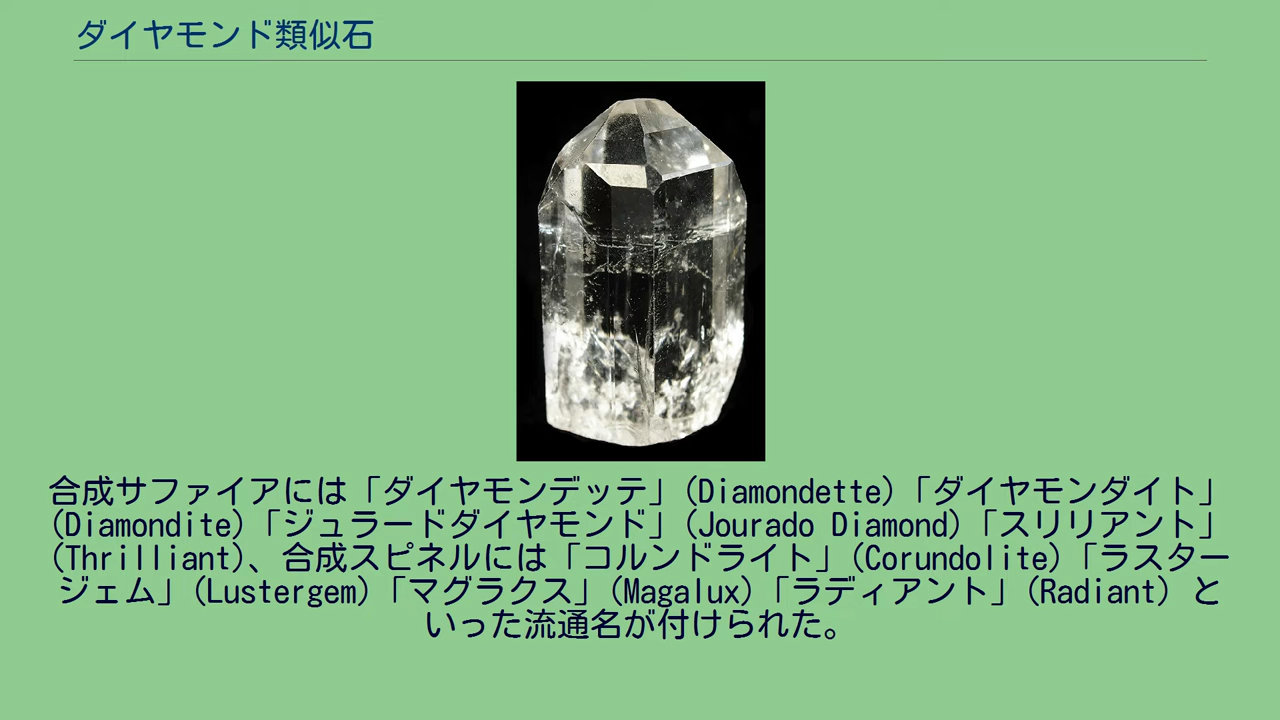 ダイヤモンド類似石
合成サファイアには「ダイヤモンデッテ」(Diamondette)「ダイヤモンダイト」
(Diamondite)「ジュラードダイヤモンド」(Jourado Diamond)「スリリアント」
(Thrilliant)、合成スピネルには「コルンドライト」(Corundolite)「ラスター
ジェム」(Lustergem)「マグラクス」(Magalux)「ラディアント」(Radiant) と
いった流通名が付けられた。